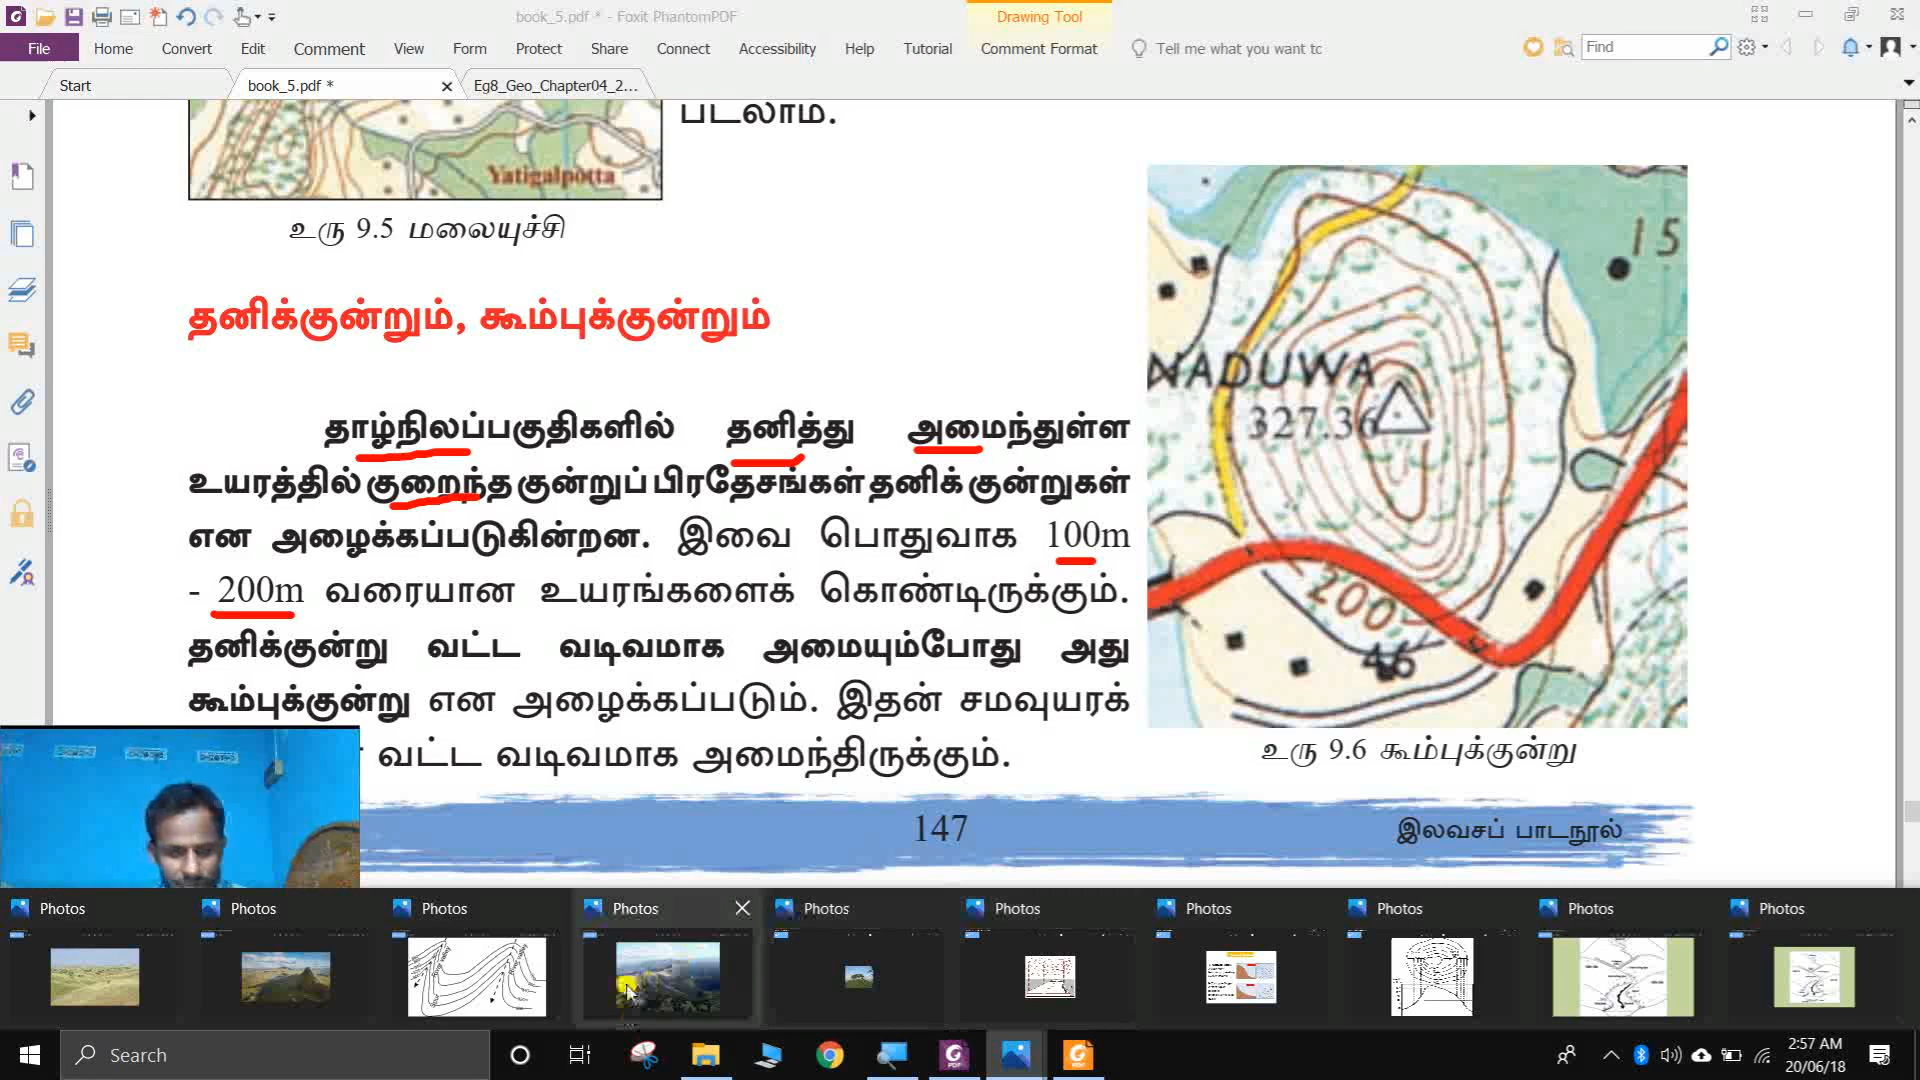 book_5.pdf * - Foxit PhantomPDF
Drawing Tool
File Home Convert Edit Comment View Form Protect Share Connect Accessibility Help Tutorial Comment Format Tell me what you want tc Find
Start book_5.pdf * Eg8_Geo_Chapter04_2...
படலாம்.
Yatigalpotta
உரு 9.5 மலையுச்சி
தனிக்குன்றும், கூம்புக்குன்றும்
தாழ்நிலப்பகுதிகளில் தனித்து அமைந்துள்ள
உயரத்தில் குறைந்த குன்றுப் பிரதேசங்கள் தனிக் குன்றுகள்
என அழைக்கப்படுகின்றன. இவை பொதுவாக 100m
- 200m வரையான உயரங்களைக் கொண்டிருக்கும்.
தனிக்குன்று வட்ட வடிவமாக அமையும்போது அது
கூம்புக்குன்று என அழைக்கப்படும். இதன் சமவுயரக்
வட்ட வடிவமாக அமைந்திருக்கும்.
15
NADUWA
327.36
200
46
உரு 9.6 கூம்புக்குன்று
147
இலவசப் பாடநூல்
Photos Photos Photos Photos Photos Photos Photos Photos Photos Photos
Search
2:57 AM
20/06/18